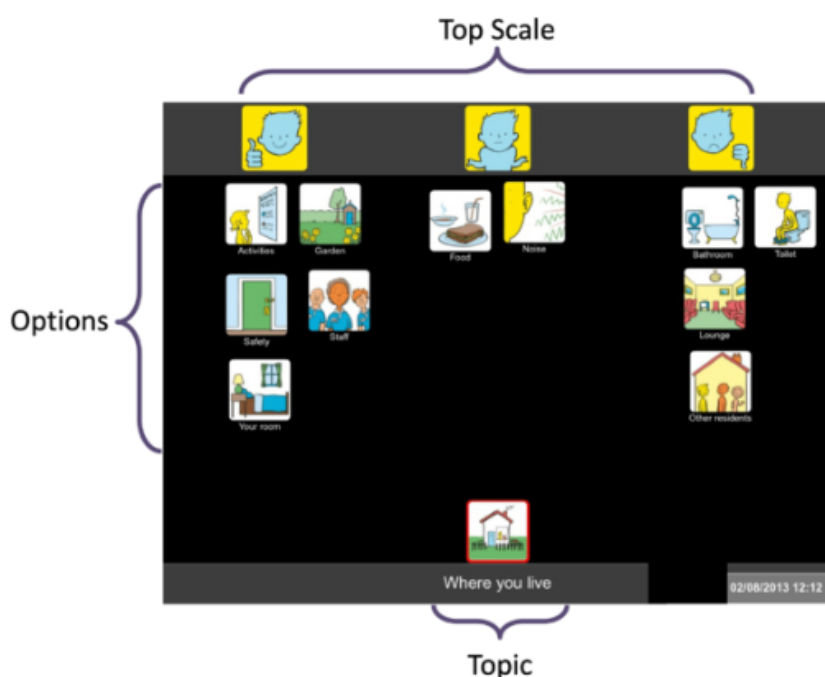 Top Scale
Activities Garden
Food Noise
Bathroom Toilet
Options
Safety Staff
Lounge
Your room
Other residents
Where you live
02/08/2013 12:12
Topic